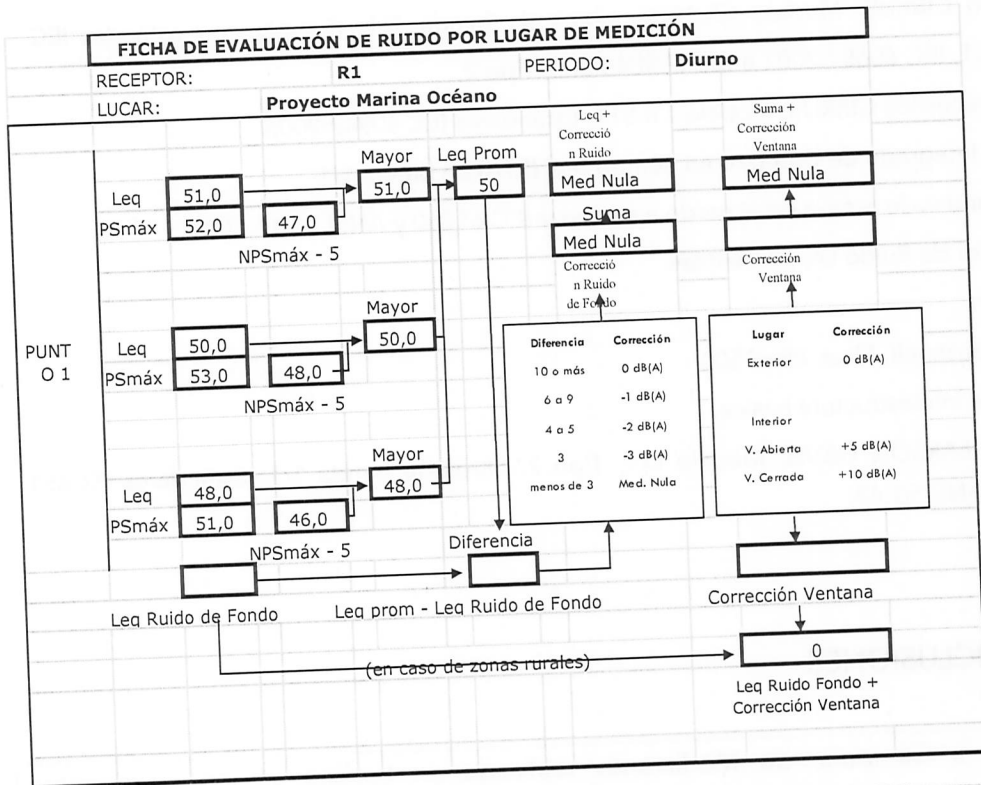 FICHA DE EVALUACIÓN DE RUIDO POR LUGAR DE MEDICIÓN
RECEPTOR: R1 PERIODO: Diurno
LUCAR: Proyecto Marina Océano
PUNT
O 1
Leq 51,0
PSmáx 52,0
47,0
NPSmáx - 5
Mayor
51,0
Leq Prom
50
Leq 50,0
PSmáx 53,0
48,0
NPSmáx - 5
Mayor
50,0
Leq 48,0
PSmáx 51,0
46,0
NPSmáx - 5
Mayor
48,0
Leq Ruido de Fondo
Diferencia
Leq prom - Leq Ruido de Fondo
(en caso de zonas rurales)
Leq +
Correcció
n Ruido
Med Nula
Suma
Med Nula
Correcció
n Ruido
de Fondo
Diferencia Corrección
10 o más 0 dB(A)
6 a 9 -1 dB(A)
4 a 5 -2 dB(A)
3 -3 dB(A)
menos de 3 Med. Nula
Suma +
Corrección
Ventana
Med Nula
Corrección
Ventana
Lugar Corrección
Exterior 0 dB(A)
Interior
V. Abierta +5 dB(A)
V. Cerrada +10 dB(A)
Corrección Ventana
0
Leq Ruido Fondo +
Corrección Ventana